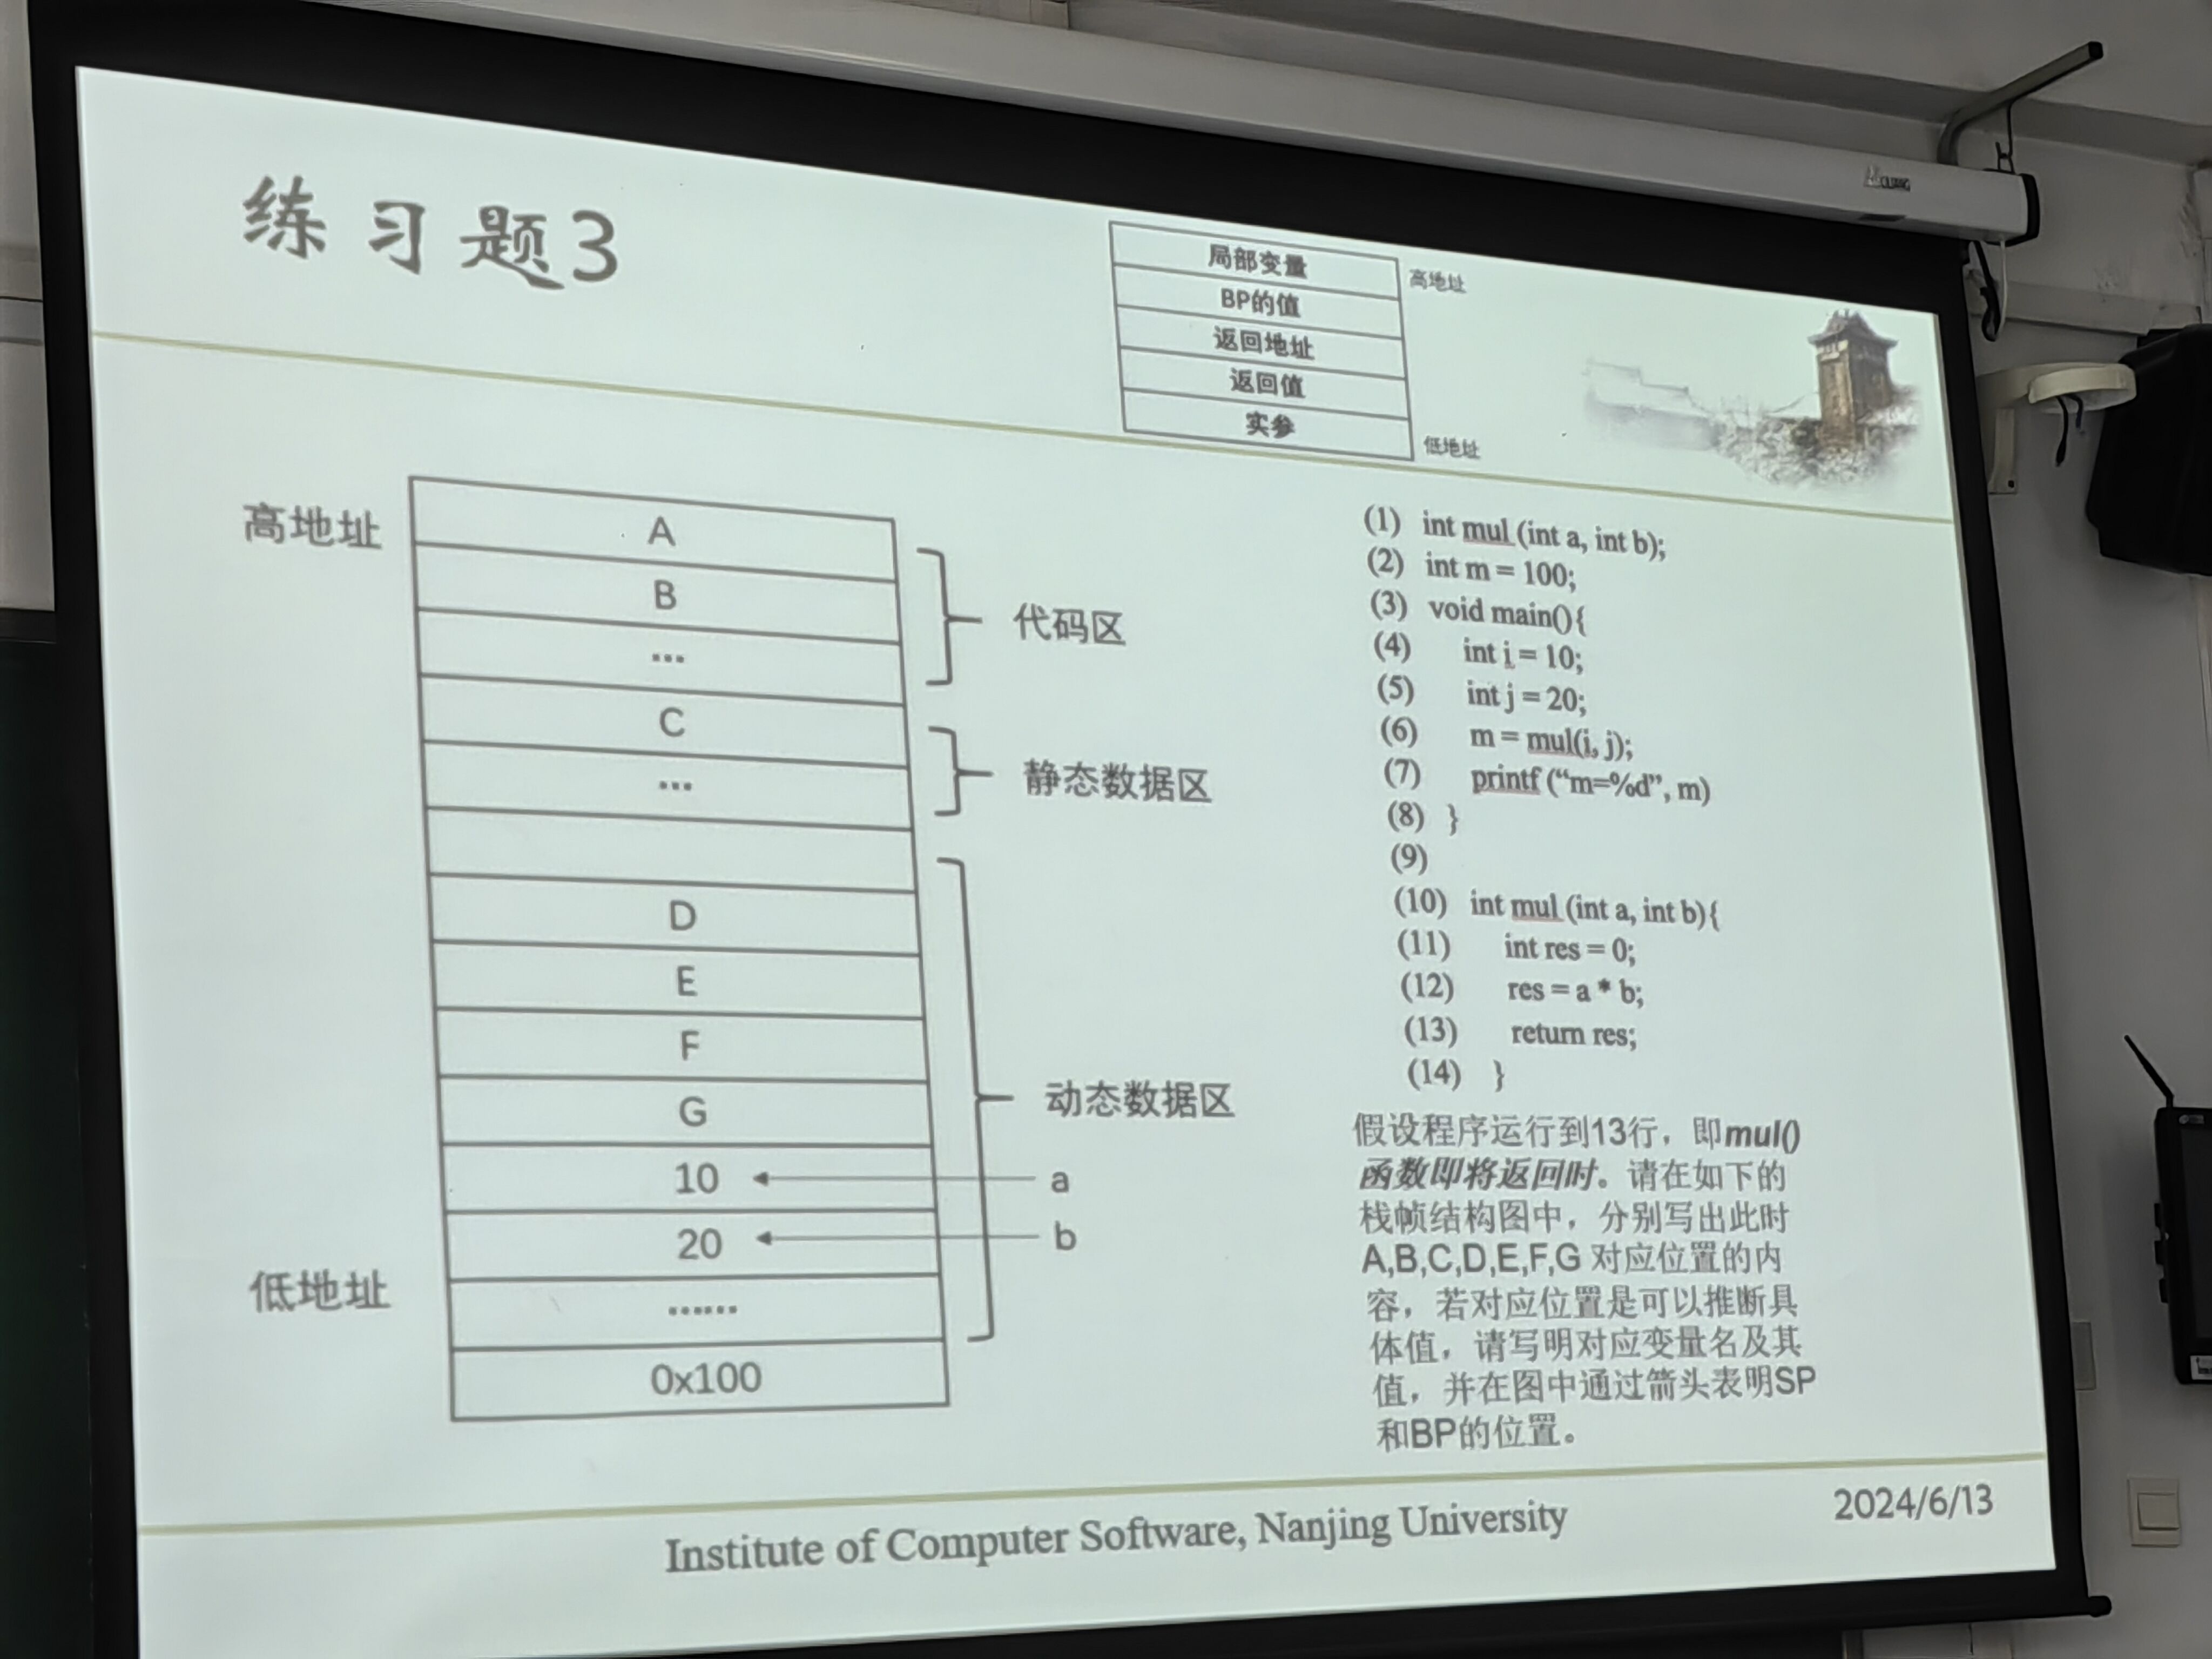 练习题3
局部变量
高地址
BP的值
返回地址
返回值
实参
低地址
高地址
A
B
...
代码区
C
...
静态数据区
D
E
F
G
动态数据区
10
a
20
b
低地址
......
0x100
(1) int mul (int a, int b);
(2) int m = 100;
(3) void main(){
(4) int i = 10;
(5) int j = 20;
(6) m = mul(i, j);
(7) printf (“m=%d”, m)
(8) }
(9)
(10) int mul (int a, int b){
(11) int res = 0;
(12) res = a * b;
(13) return res;
(14) }
假设程序运行到13行，即mul()
函数即将返回时。请在如下的
栈帧结构图中，分别写出此时
A,B,C,D,E,F,G 对应位置的内
容，若对应位置是可以推断具
体值，请写明对应变量名及其
值，并在图中通过箭头表明SP
和BP的位置。
Institute of Computer Software, Nanjing University
2024/6/13